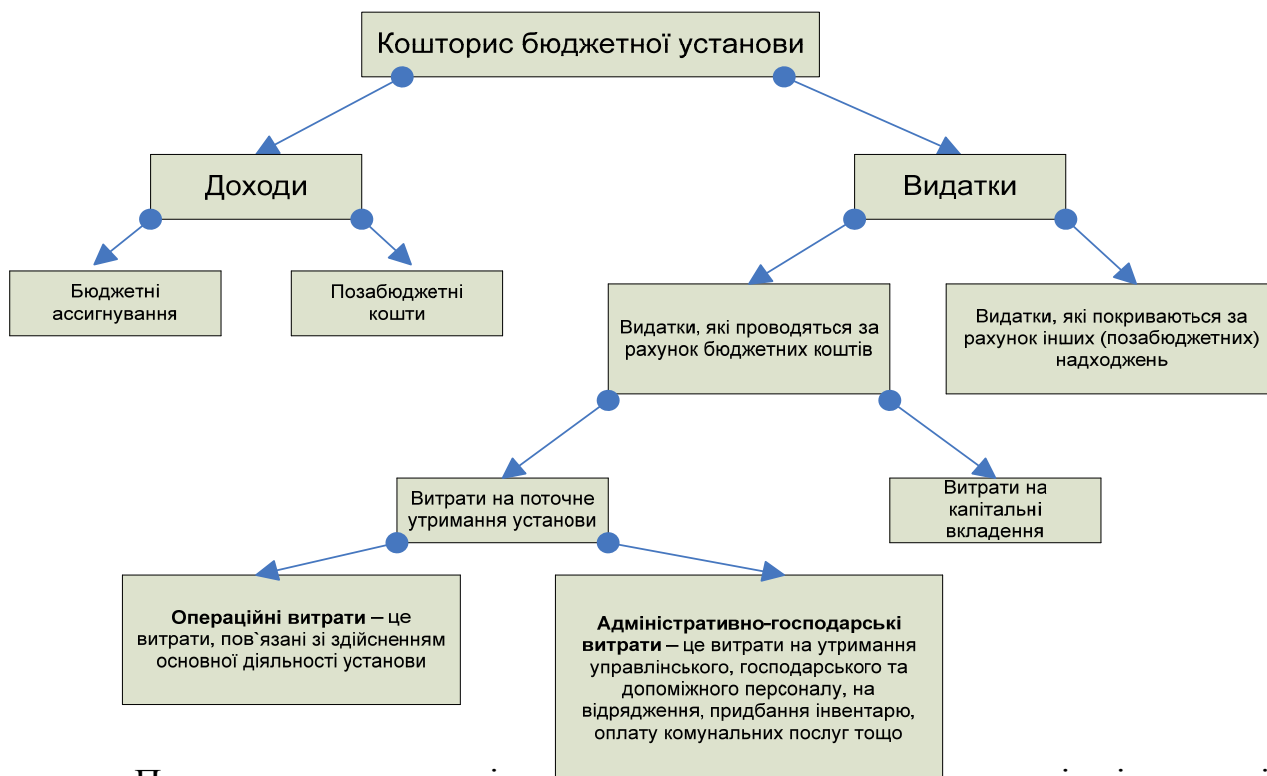 Кошторис бюджетної установи
Доходи
Видатки
Бюджетні
ассигнування
Позабюджетні
кошти
Видатки, які проводяться за
рахунок бюджетних коштів
Видатки, які покриваються за
рахунок інших (позабюджетних)
надходжень
Витрати на поточне
утримання установи
Витрати на
капітальні
вкладення
Операційні витрати – це
витрати, пов`язані зі здійсненням
основної діяльності установи
Адміністративно-господарські
витрати – це витрати на утримання
управлінського, господарського та
допоміжного персоналу, на
відрядження, придбання інвентарю,
оплату комунальних послуг тощо